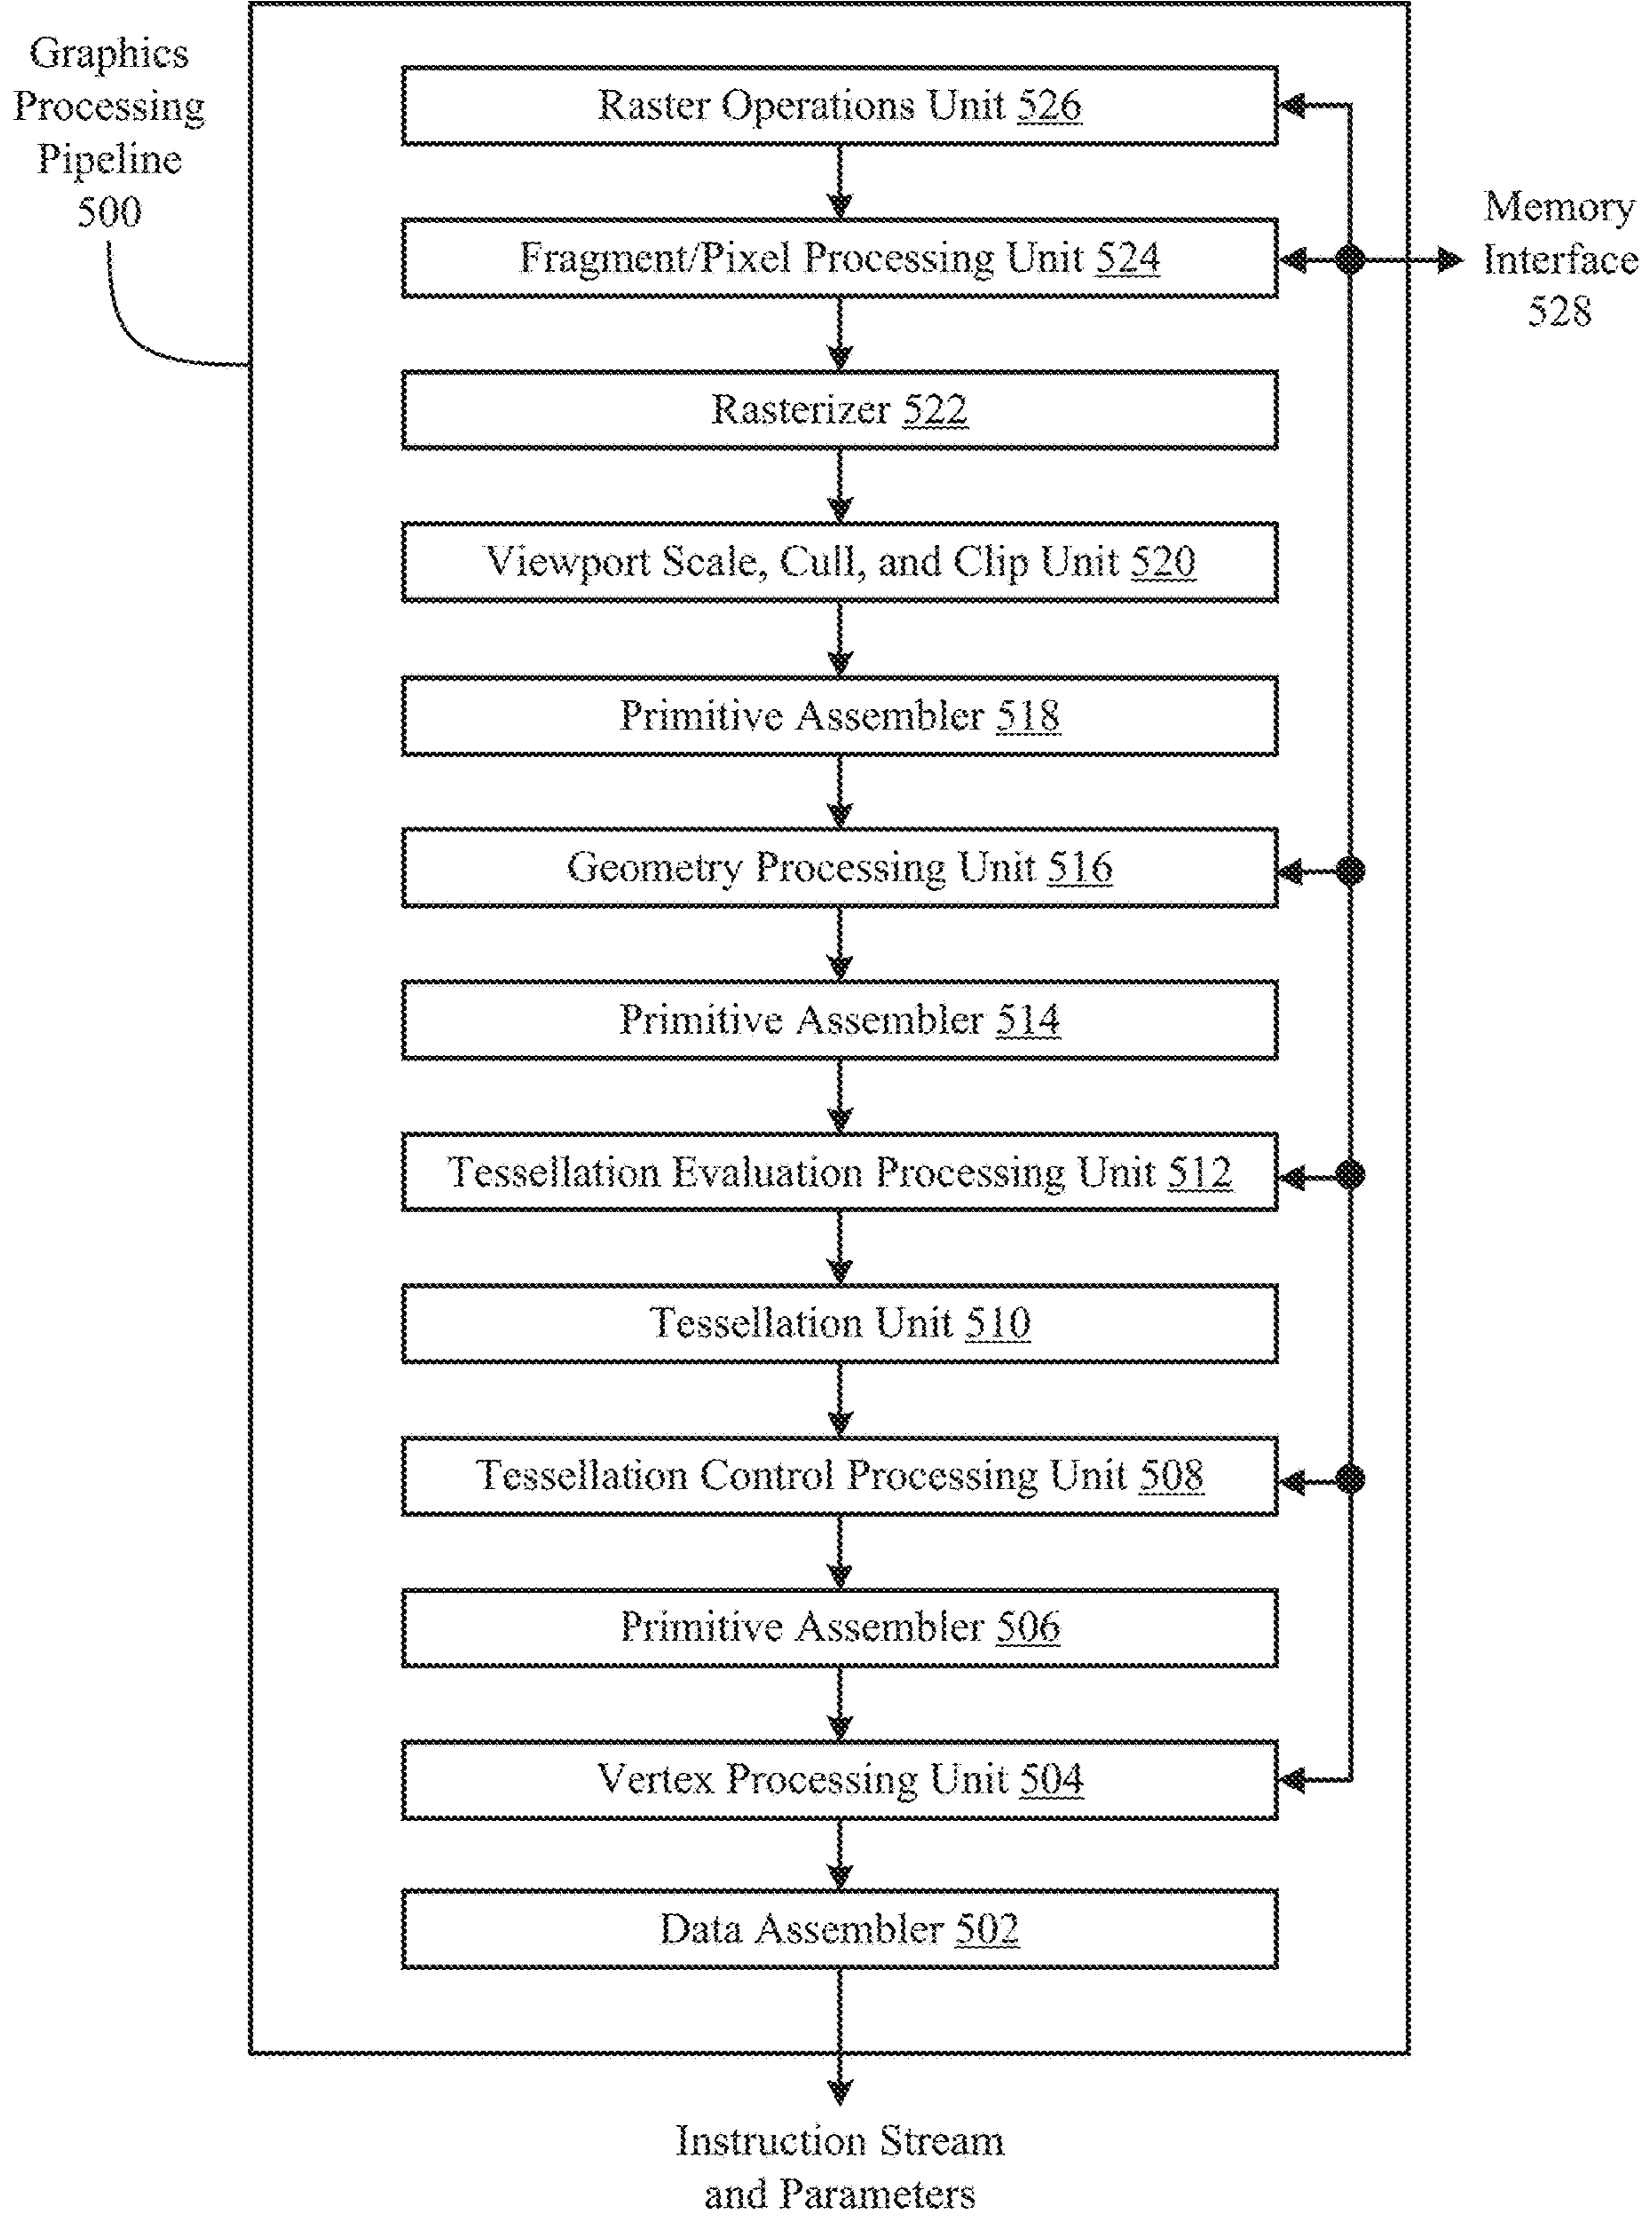 Graphics
Processing
Pipeline
500
Raster Operations Unit 526
Fragment/Pixel Processing Unit 524
Memory
Interface
528
Rasterizer 522
Viewport Scale, Cull, and Clip Unit 520
Primitive Assembler 518
Geometry Processing Unit 516
Primitive Assembler 514
Tessellation Evaluation Processing Unit 512
Tessellation Unit 510
Tessellation Control Processing Unit 508
Primitive Assembler 506
Vertex Processing Unit 504
Data Assembler 502
Instruction Stream
and Parameters